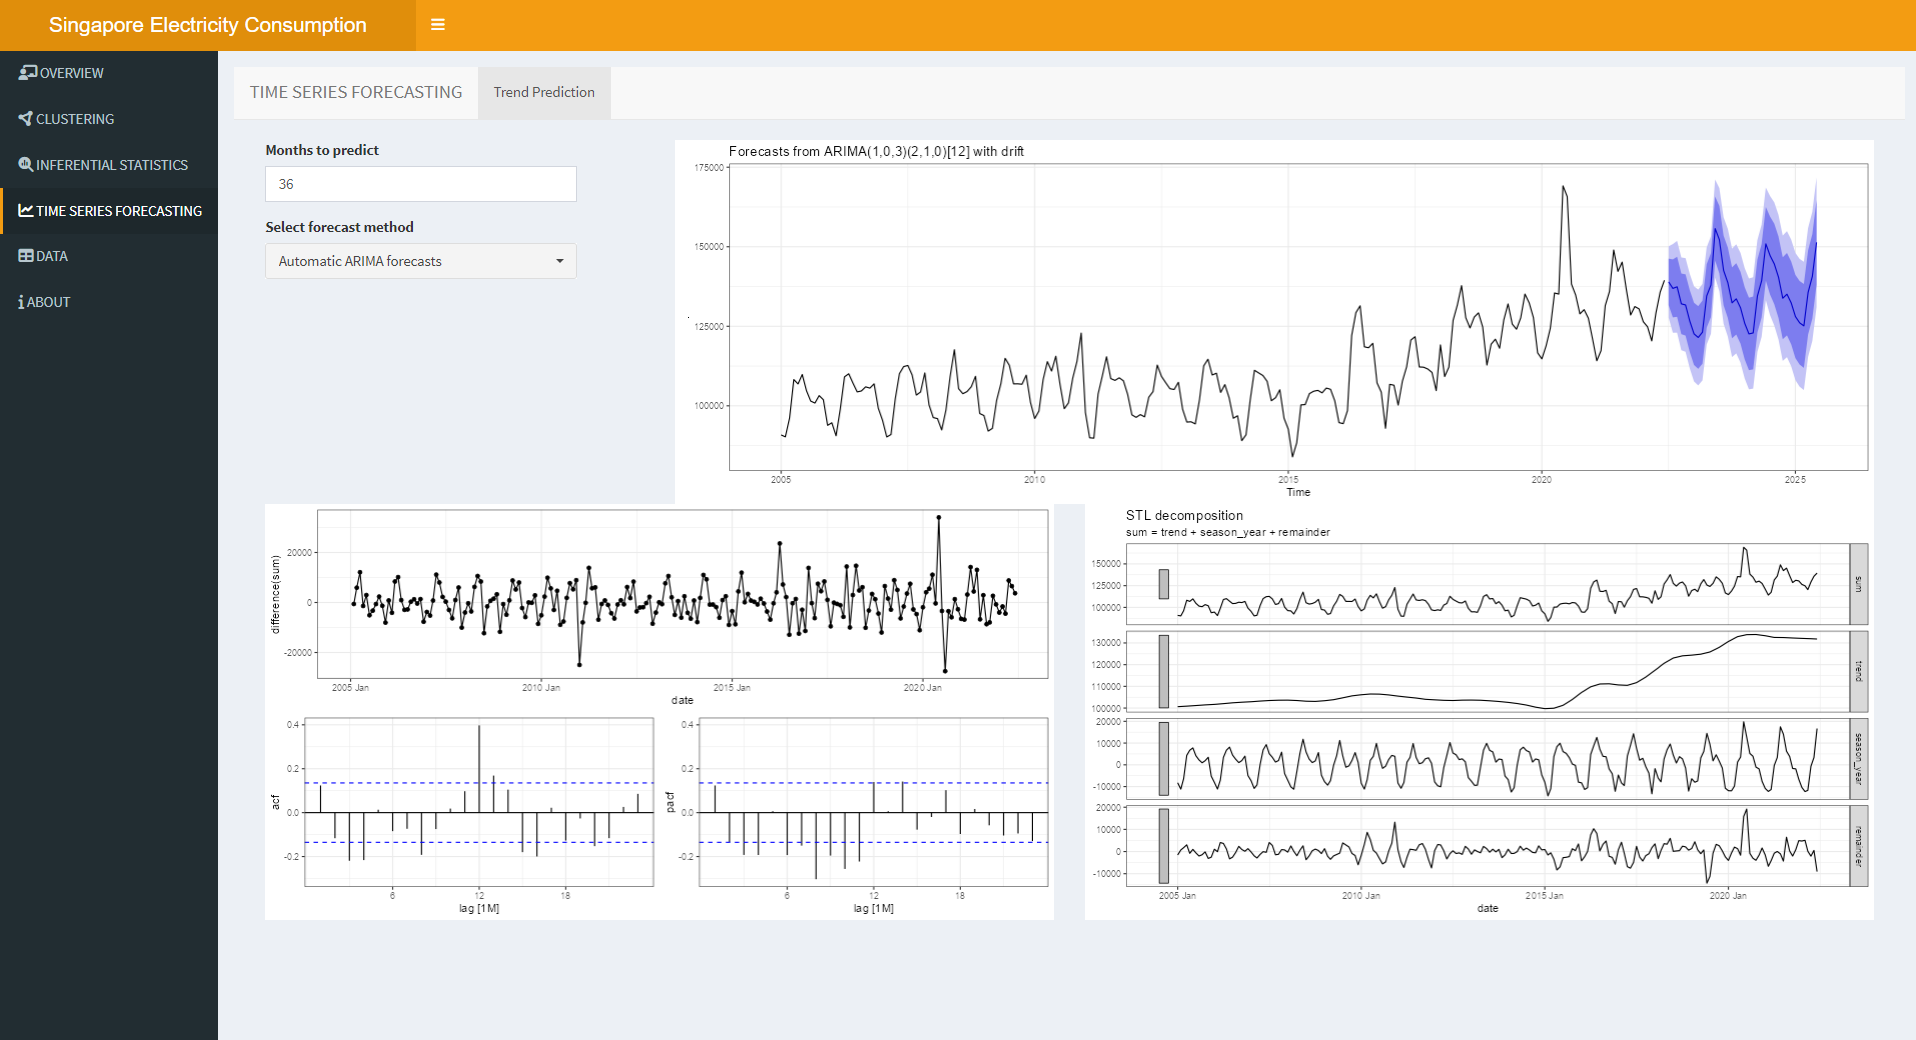 Singapore Electricity Consumption
OVERVIEW
CLUSTERING
INFERENTIAL STATISTICS
TIME SERIES FORECASTING
DATA
ABOUT
TIME SERIES FORECASTING
Trend Prediction
Months to predict
36
Select forecast method
Automatic ARIMA forecasts
Forecasts from ARIMA(1,0,3)(2,1,0)[12] with drift
175000
150000
125000
100000
2005 2010 2015 2020 2025
Time
difference(sum)
20000
0
-20000
2005 Jan 2010 Jan 2015 Jan 2020 Jan
date
acf
0.4
0.2
0.0
-0.2
6 12 18
lag [1M]
pacf
0.4
0.2
0.0
-0.2
6 12 18
lag [1M]
STL decomposition
sum = trend + season_year + remainder
150000
125000
100000
sum
130000
120000
110000
100000
trend
20000
10000
0
-10000
season_year
20000
10000
0
-10000
remainder
2005 Jan 2010 Jan 2015 Jan 2020 Jan
date